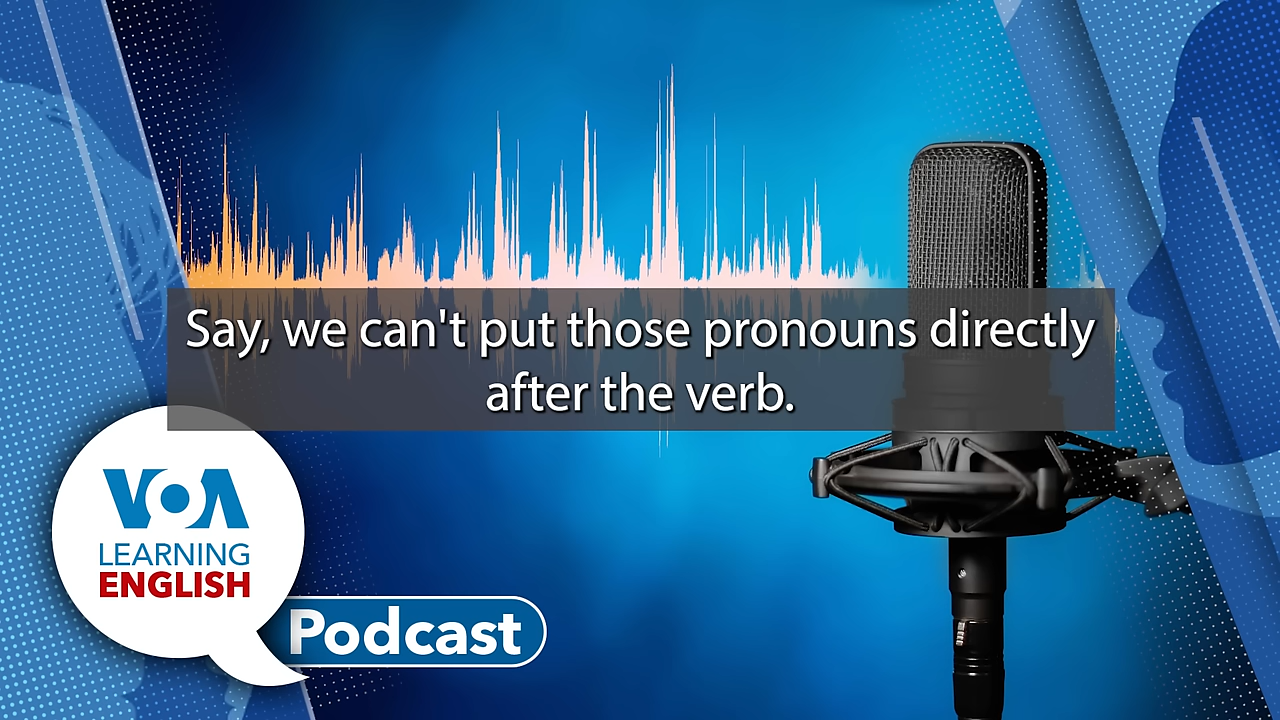 Say, we can't put those pronouns directly
after the verb.
VOA
LEARNING
ENGLISH
Podcast